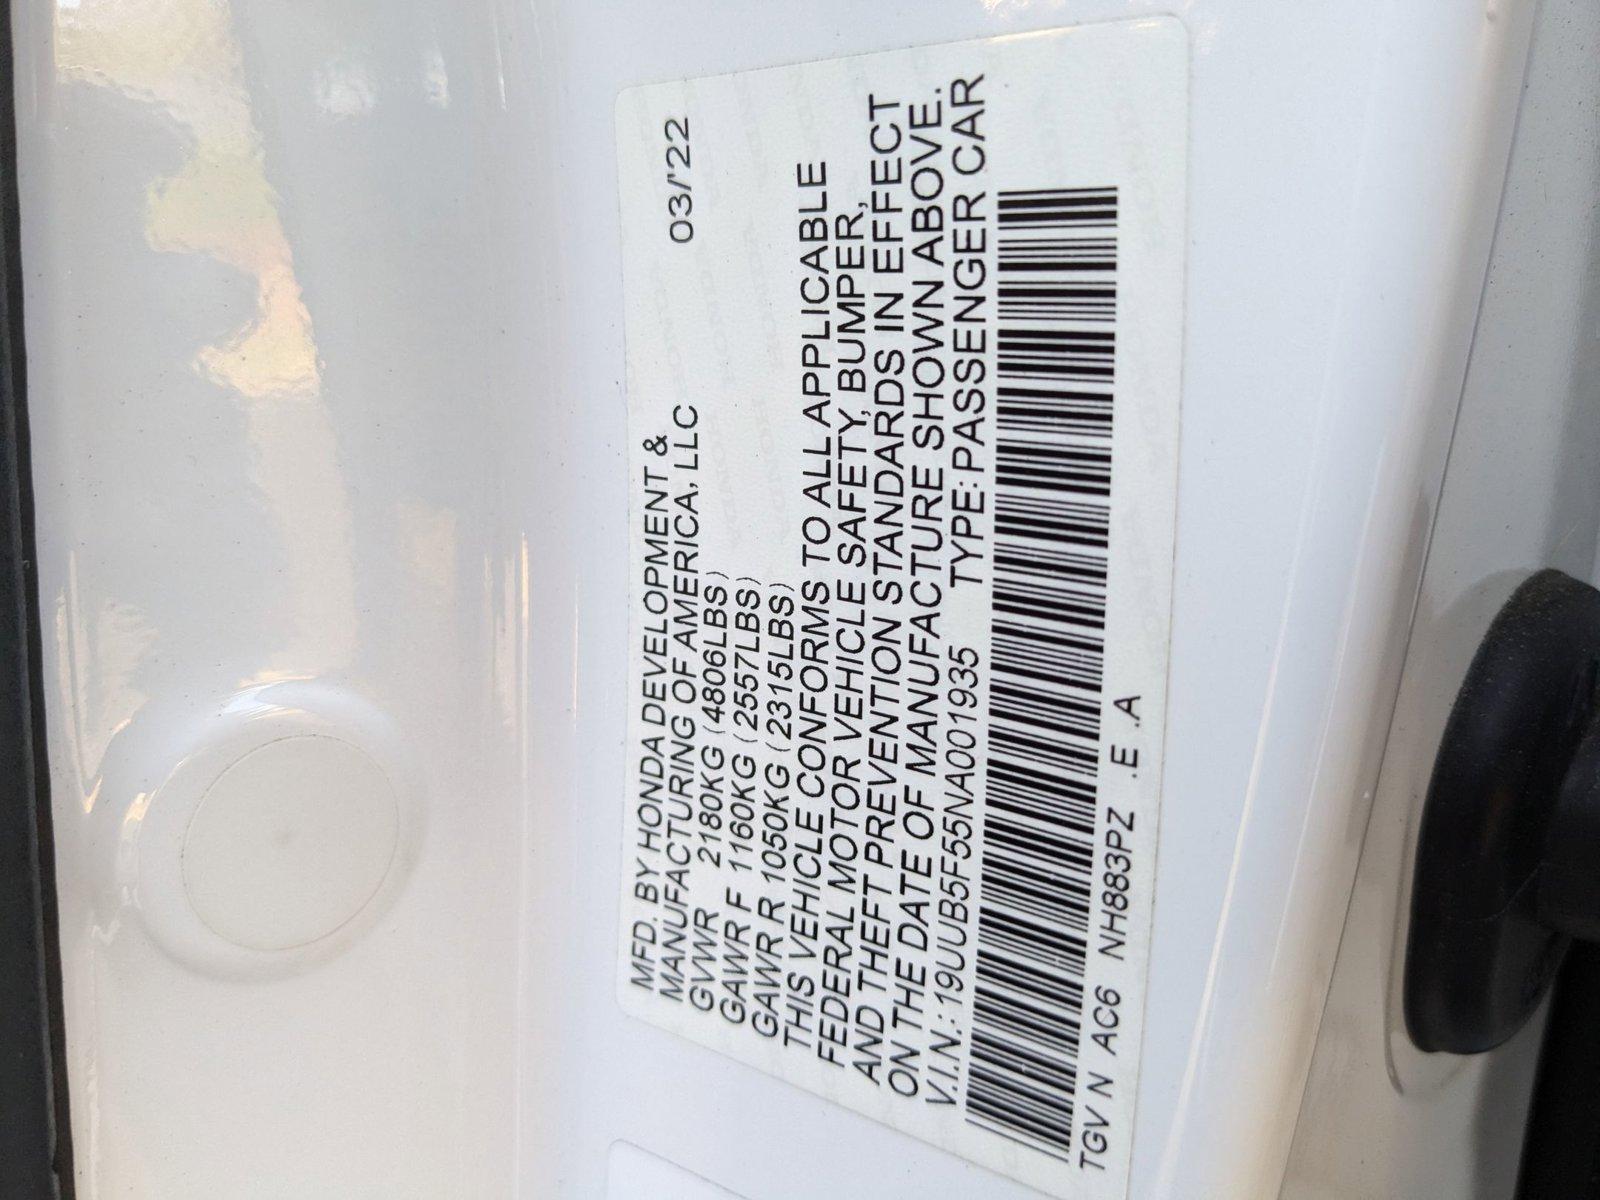 MFD. BY HONDA DEVELOPMENT &
MANUFACTURING OF AMERICA, LLC 03/'22
GVWR 2180KG (4806LBS)
GAWR F 1160KG (2557LBS)
GAWR R 1050KG (2315LBS)
THIS VEHICLE CONFORMS TO ALL APPLICABLE
FEDERAL MOTOR VEHICLE SAFETY, BUMPER,
AND THEFT PREVENTION STANDARDS IN EFFECT
ON THE DATE OF MANUFACTURE SHOWN ABOVE.
V.I.N.: 19UUB5F55NA001935 TYPE: PASSENGER CAR
TGV N AC6 NH883PZ .E .A